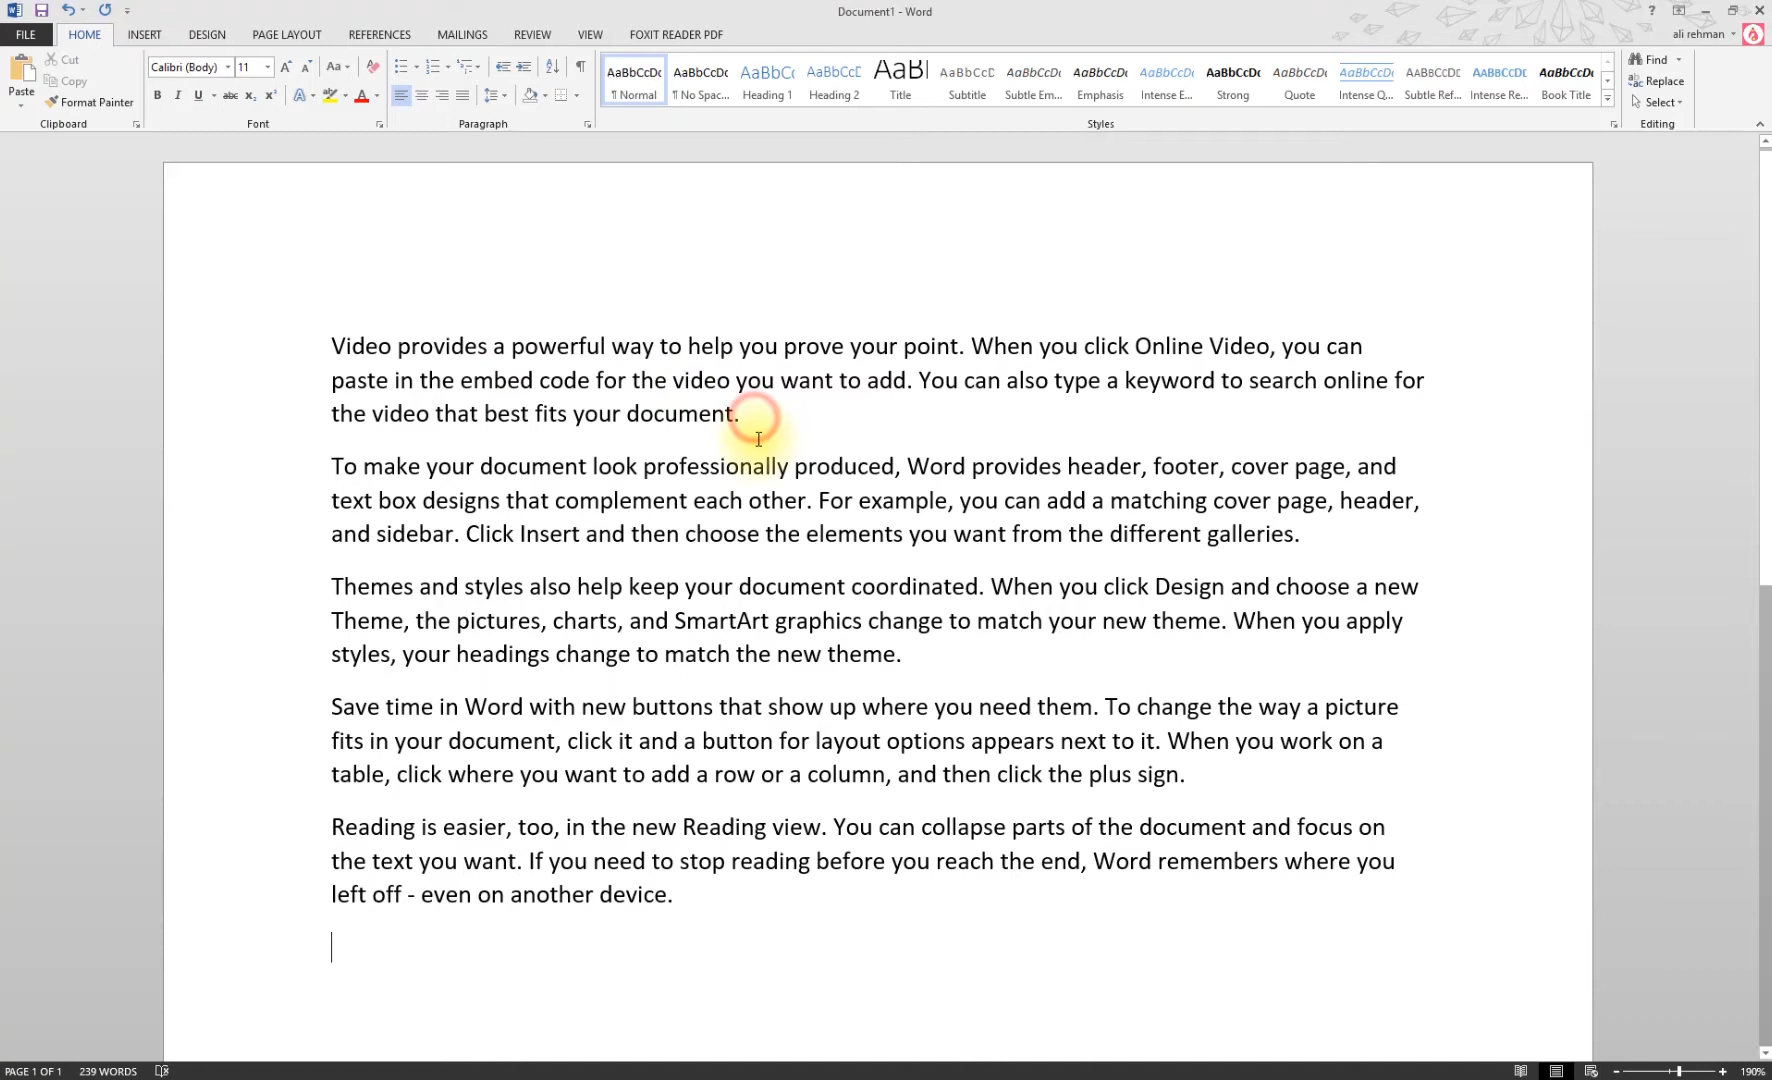 Document1 - Word
FILE HOME INSERT DESIGN PAGE LAYOUT REFERENCES MAILINGS REVIEW VIEW FOXIT READER PDF ali rehman
Paste
Cut
Copy
Format Painter
Clipboard
Calibri (Body) 11
Font
Paragraph
AaBbCcDc AaBbCcDc AaBbCc AaBbCcE AaBl AaBbCcD AaBbCcDc AaBbCcDc AaBbCcDc AaBbCcDc AaBbCcDc AaBbCcDc AABBCCDD AABBCCDC AaBbCcDc
¶ Normal ¶ No Spac... Heading 1 Heading 2 Title Subtitle Subtle Em... Emphasis Intense E... Strong Quote Intense Q... Subtle Ref... Intense Re... Book Title
Styles
Find
Replace
Select
Editing
Video provides a powerful way to help you prove your point. When you click Online Video, you can
paste in the embed code for the video you want to add. You can also type a keyword to search online for
the video that best fits your document.
To make your document look professionally produced, Word provides header, footer, cover page, and
text box designs that complement each other. For example, you can add a matching cover page, header,
and sidebar. Click Insert and then choose the elements you want from the different galleries.
Themes and styles also help keep your document coordinated. When you click Design and choose a new
Theme, the pictures, charts, and SmartArt graphics change to match your new theme. When you apply
styles, your headings change to match the new theme.
Save time in Word with new buttons that show up where you need them. To change the way a picture
fits in your document, click it and a button for layout options appears next to it. When you work on a
table, click where you want to add a row or a column, and then click the plus sign.
Reading is easier, too, in the new Reading view. You can collapse parts of the document and focus on
the text you want. If you need to stop reading before you reach the end, Word remembers where you
left off - even on another device.
PAGE 1 OF 1 239 WORDS 190%